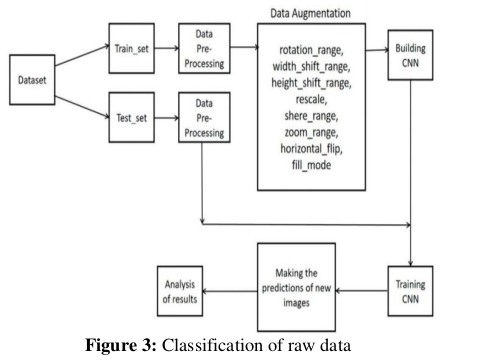 Data Augmentation
Dataset
Train_set
Data
Pre-
Processing
rotation_range,
width_shift_range,
height_shift_range,
rescale,
shere_range,
zoom_range,
horizontal_flip,
fill_mode
Building
CNN
Test_set
Data
Pre-
Processing
Analysis
of results
Making the
predictions of new
images
Training
CNN
Figure 3: Classification of raw data